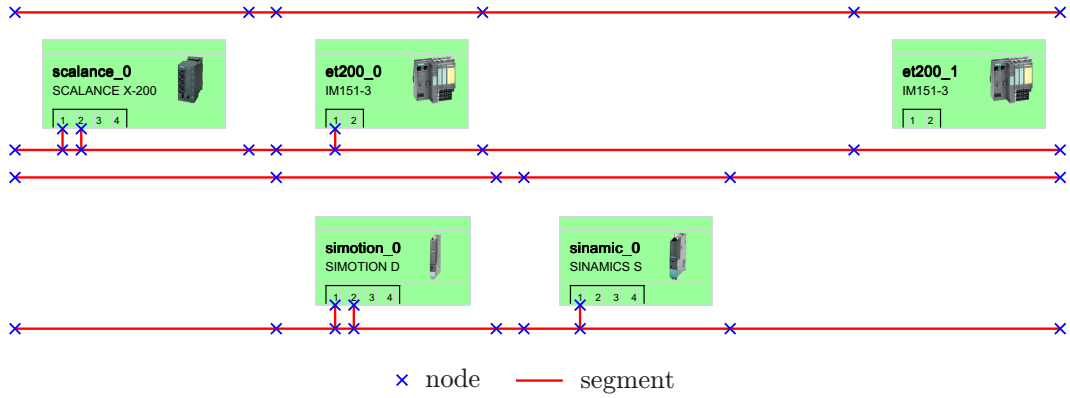 scalance_0
SCALANCE X-200
1 2 3 4
et200_0
IM151-3
1 2
et200_1
IM151-3
1 2
simotion_0
SIMOTION D
1 2 3 4
sinamic_0
SINAMICS S
1 2 3 4
node
segment